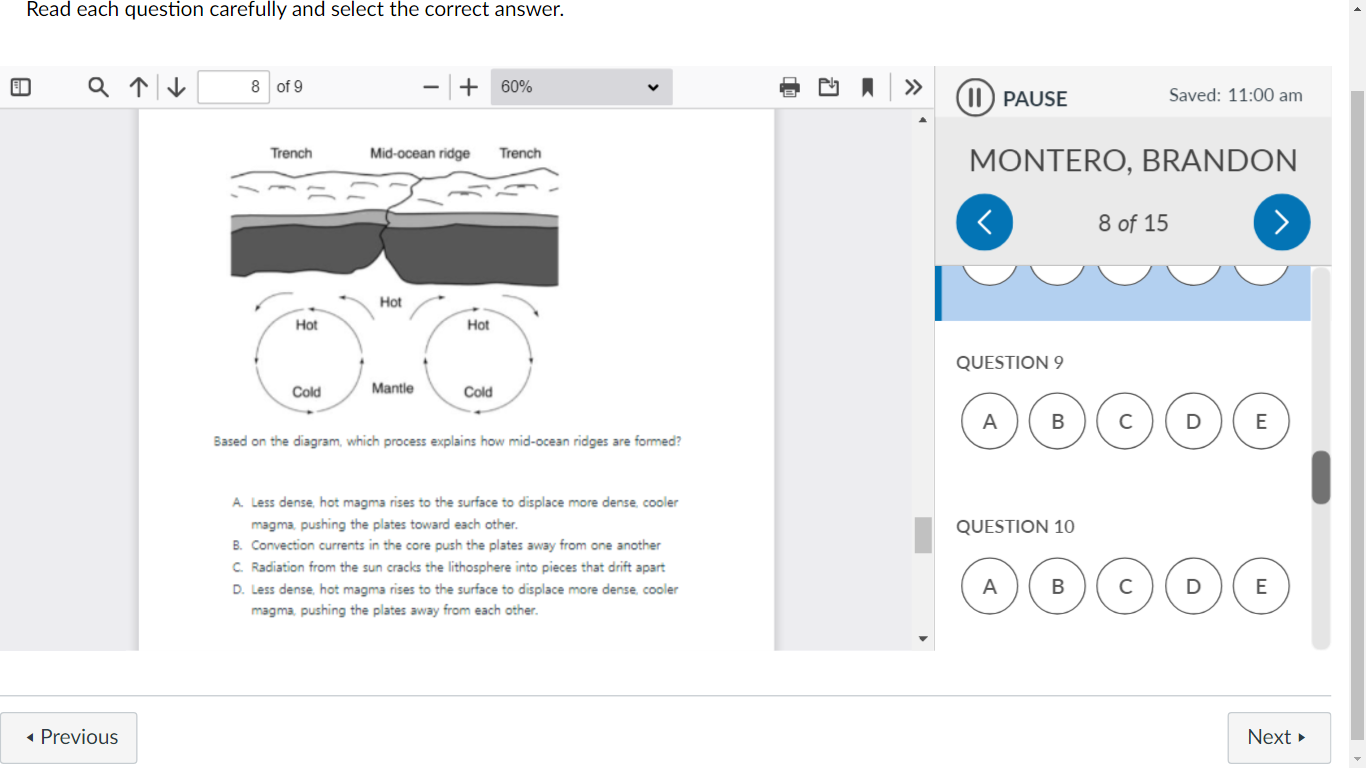 Read each question carefully and select the correct answer.
8 of 9
60%
PAUSE
Saved: 11:00 am
MONTERO, BRANDON
8 of 15
Trench
Mid-ocean ridge
Trench
Hot
Hot
Hot
Cold
Mantle
Cold
Based on the diagram, which process explains how mid-ocean ridges are formed?
A. Less dense, hot magma rises to the surface to displace more dense, cooler
magma, pushing the plates toward each other.
B. Convection currents in the core push the plates away from one another
C. Radiation from the sun cracks the lithosphere into pieces that drift apart
D. Less dense, hot magma rises to the surface to displace more dense, cooler
magma, pushing the plates away from each other.
QUESTION 9
A B C D E
QUESTION 10
A B C D E
Previous
Next